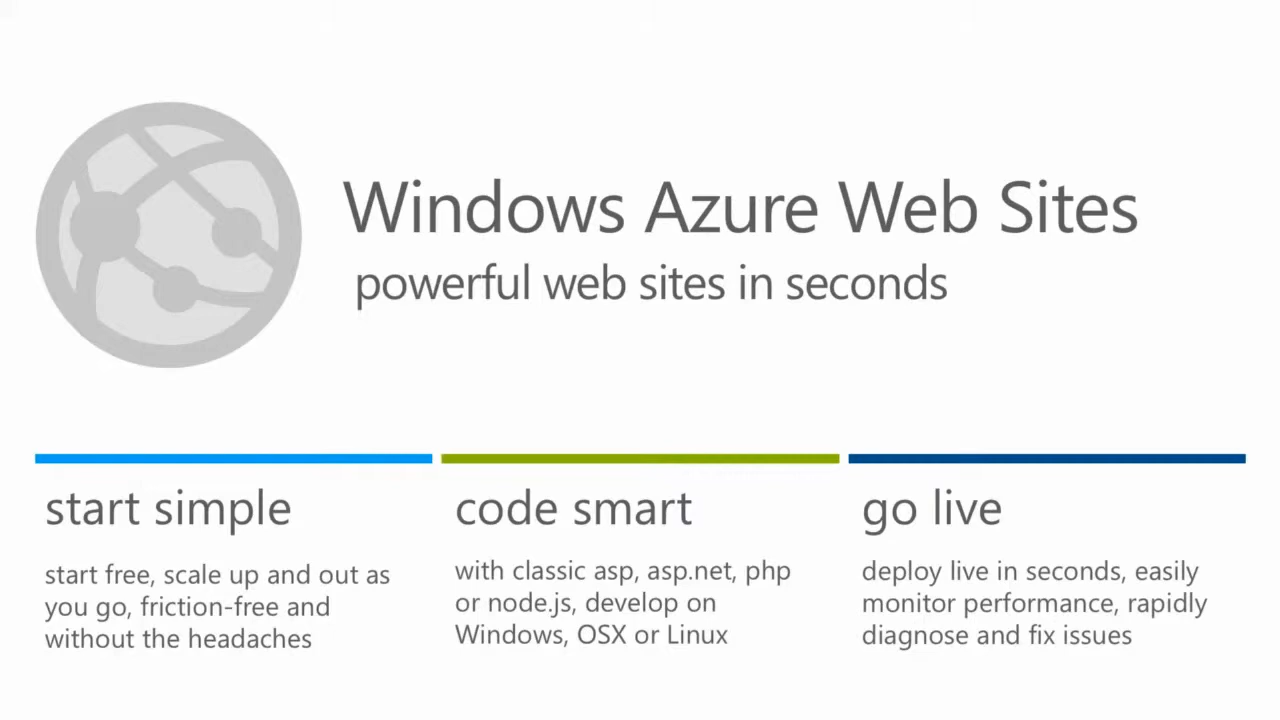 Windows Azure Web Sites
powerful web sites in seconds
start simple
start free, scale up and out as
you go, friction-free and
without the headaches
code smart
with classic asp, asp.net, php
or node.js, develop on
Windows, OSX or Linux
go live
deploy live in seconds, easily
monitor performance, rapidly
diagnose and fix issues